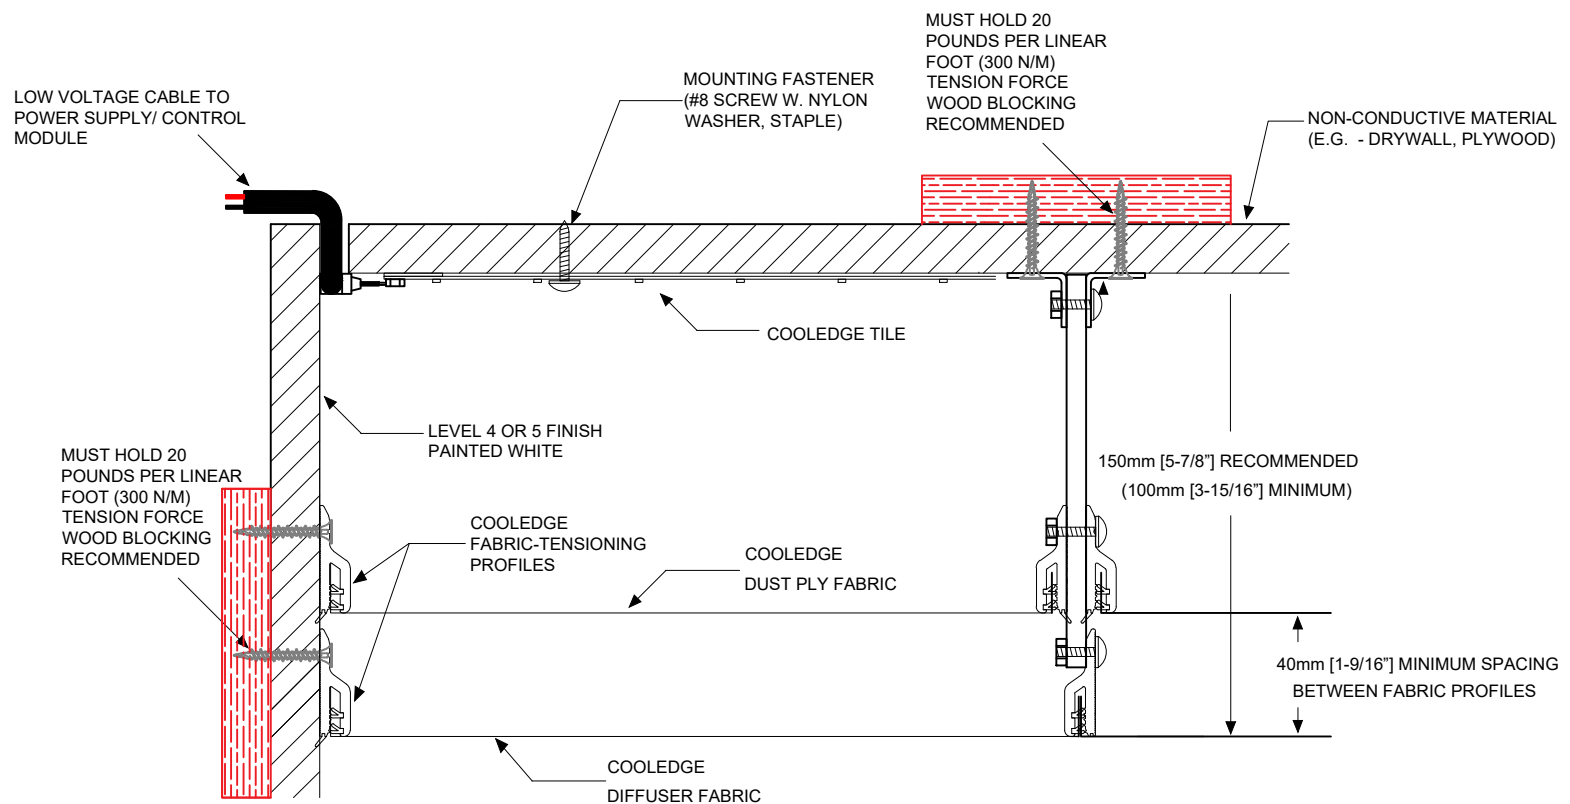 MUST HOLD 20
POUNDS PER LINEAR
FOOT (300 N/M)
TENSION FORCE
WOOD BLOCKING
RECOMMENDED
MOUNTING FASTENER
(#8 SCREW W. NYLON
WASHER, STAPLE)
LOW VOLTAGE CABLE TO
POWER SUPPLY/ CONTROL
MODULE
NON-CONDUCTIVE MATERIAL
(E.G. - DRYWALL, PLYWOOD)
COOLEDGE TILE
LEVEL 4 OR 5 FINISH
PAINTED WHITE
MUST HOLD 20
POUNDS PER LINEAR
FOOT (300 N/M)
TENSION FORCE
WOOD BLOCKING
RECOMMENDED
150mm [5-7/8”] RECOMMENDED
(100mm [3-15/16”] MINIMUM)
COOLEDGE
FABRIC-TENSIONING
PROFILES
COOLEDGE
DUST PLY FABRIC
40mm [1-9/16”] MINIMUM SPACING
BETWEEN FABRIC PROFILES
COOLEDGE
DIFFUSER FABRIC